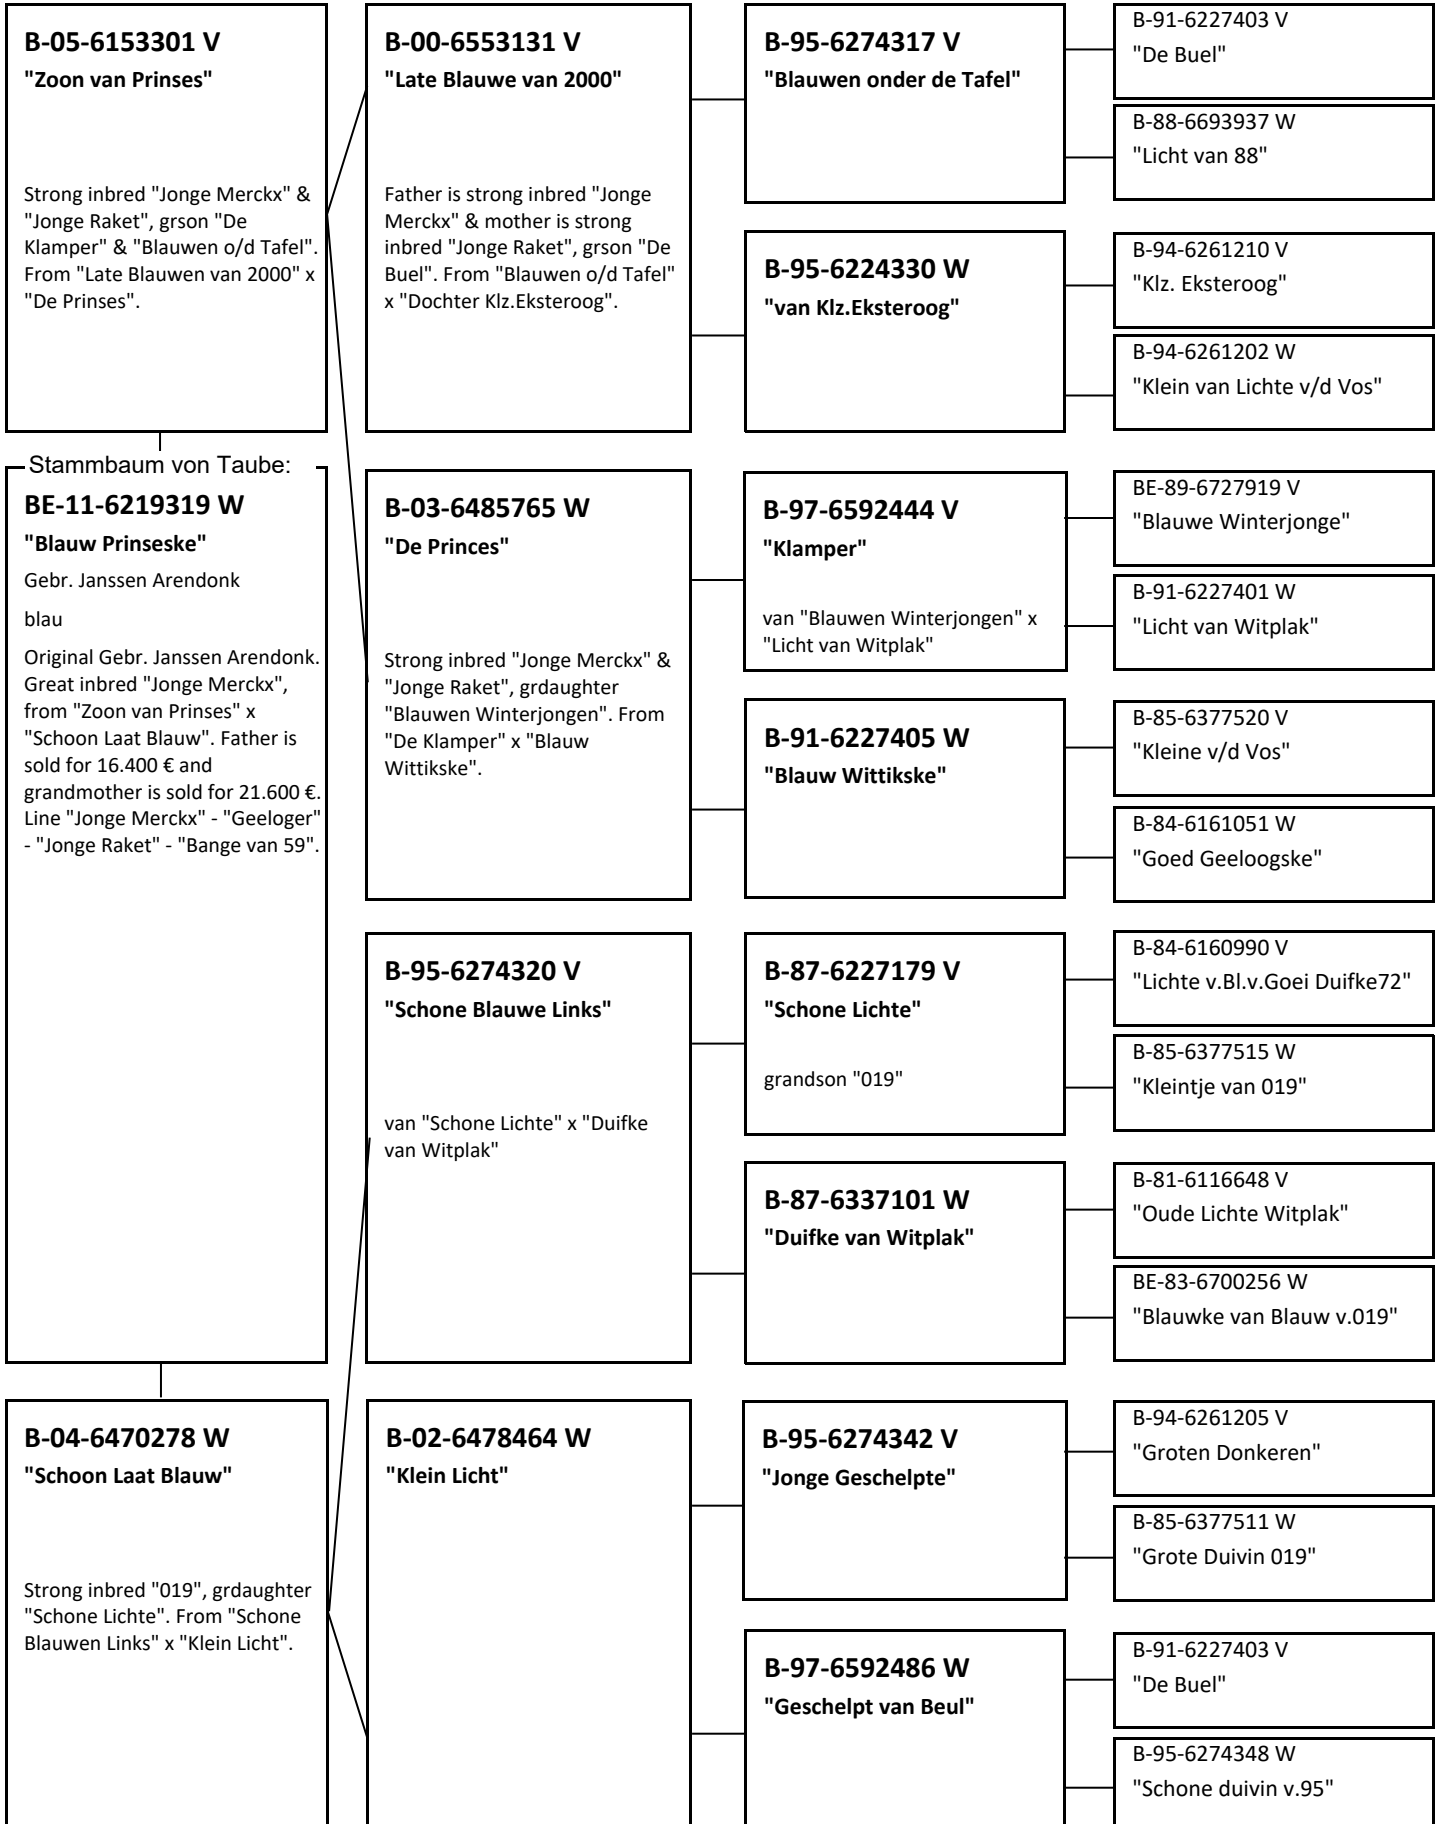 B-05-6153301 V
"Zoon van Prinses"
Strong inbred "Jonge Merckx" &
"Jonge Raket", grson "De
Klamper" & "Blauwen o/d Tafel".
From "Late Blauwen van 2000" x
"De Prinses".
Stammbaum von Taube:
BE-11-6219319 W
"Blauw Prinseske"
Gebr. Janssen Arendonk
blau
Original Gebr. Janssen Arendonk.
Great inbred "Jonge Merckx",
from "Zoon van Prinses" x
"Schoon Laat Blauw". Father is
sold for 16.400 € and
grandmother is sold for 21.600 €.
Line "Jonge Merckx" - "Geeloger"
- "Jonge Raket" - "Bange van 59".
B-04-6470278 W
"Schoon Laat Blauw"
Strong inbred "019", grdaughter
"Schone Lichte". From "Schone
Blauwen Links" x "Klein Licht".
B-00-6553131 V
"Late Blauwe van 2000"
Father is strong inbred "Jonge
Merckx" & mother is strong
inbred "Jonge Raket", grson "De
Buel". From "Blauwen o/d Tafel"
x "Dochter Klz.Eksteroog".
B-03-6485765 W
"De Princes"
Strong inbred "Jonge Merckx" &
"Jonge Raket", grdaughter
"Blauwen Winterjongen". From
"De Klamper" x "Blauw
Wittikske".
B-95-6274320 V
"Schone Blauwe Links"
van "Schone Lichte" x "Duifke
van Witplak"
B-02-6478464 W
"Klein Licht"
B-95-6274317 V
"Blauwen onder de Tafel"
B-95-6224330 W
"van Klz.Eksteroog"
B-97-6592444 V
"Klamper"
van "Blauwen Winterjongen" x
"Licht van Witplak"
B-91-6227405 W
"Blauw Wittikske"
B-87-6227179 V
"Schone Lichte"
grandson "019"
B-87-6337101 W
"Duifke van Witplak"
B-95-6274342 V
"Jonge Geschelpte"
B-97-6592486 W
"Geschelpt van Beul"
B-91-6227403 V
"De Buel"
B-88-6693937 W
"Licht van 88"
B-94-6261210 V
"Klz. Eksteroog"
B-94-6261202 W
"Klein van Lichte v/d Vos"
BE-89-6727919 V
"Blauwe Winterjonge"
B-91-6227401 W
"Licht van Witplak"
B-85-6377520 V
"Kleine v/d Vos"
B-84-6161051 W
"Goed Geeloogske"
B-84-6160990 V
"Lichte v.Bl.v.Goei Duifke72"
B-85-6377515 W
"Kleintje van 019"
B-81-6116648 V
"Oude Lichte Witplak"
BE-83-6700256 W
"Blauwke van Blauw v.019"
B-94-6261205 V
"Groten Donkeren"
B-85-6377511 W
"Grote Duivin 019"
B-91-6227403 V
"De Buel"
B-95-6274348 W
"Schone duivin v.95"